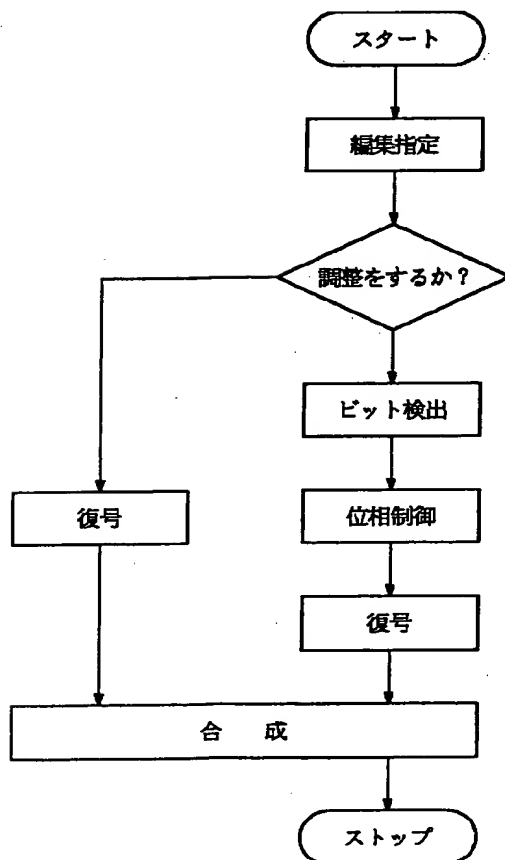 スタート
編集指定
調整をするか?
ビット検出
復号
位相制御
復号
合 成
ストップ